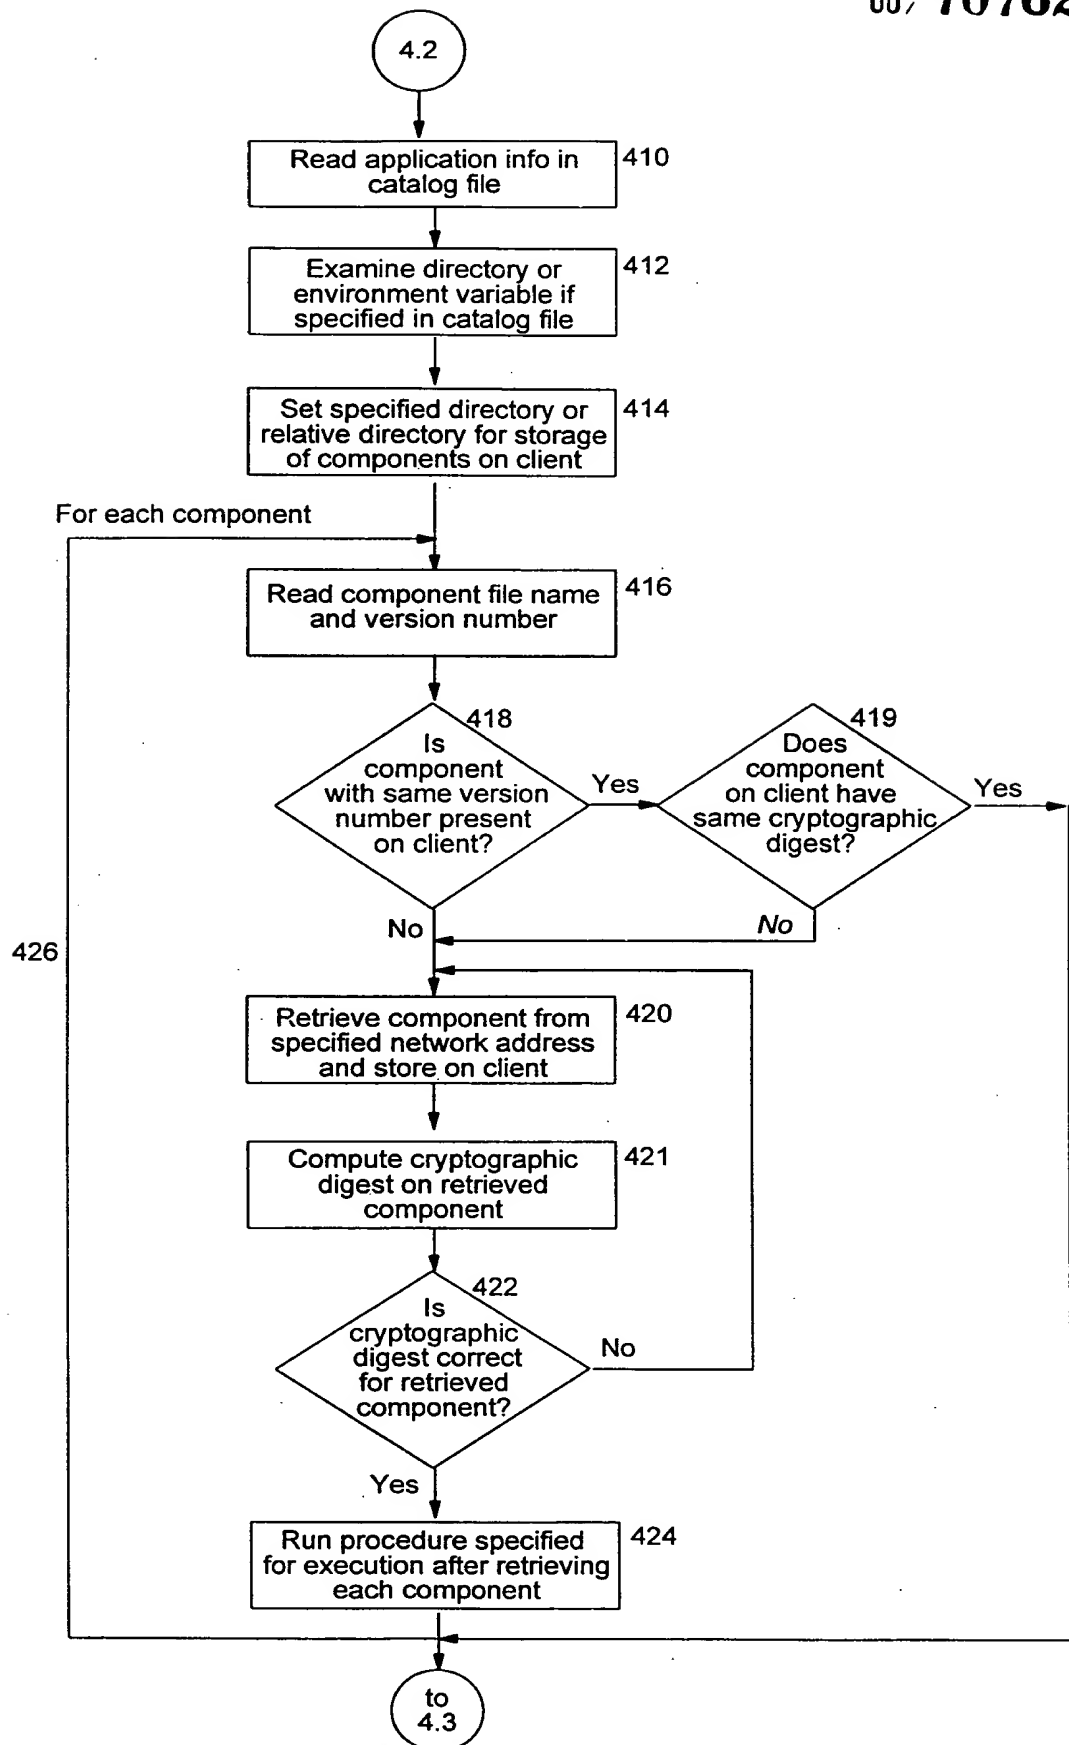 4.2
Read application info in
catalog file
410
Examine directory or
environment variable if
specified in catalog file
412
Set specified directory or
relative directory for storage
of components on client
414
For each component
Read component file name
and version number
416
418
Is
component
with same version
number present
on client?
Yes
419
Does
component
on client have
same cryptographic
digest?
Yes
No
No
426
Retrieve component from
specified network address
and store on client
420
Compute cryptographic
digest on retrieved
component
421
422
Is
cryptographic
digest correct
for retrieved
component?
No
Yes
Run procedure specified
for execution after retrieving
each component
424
to
4.3